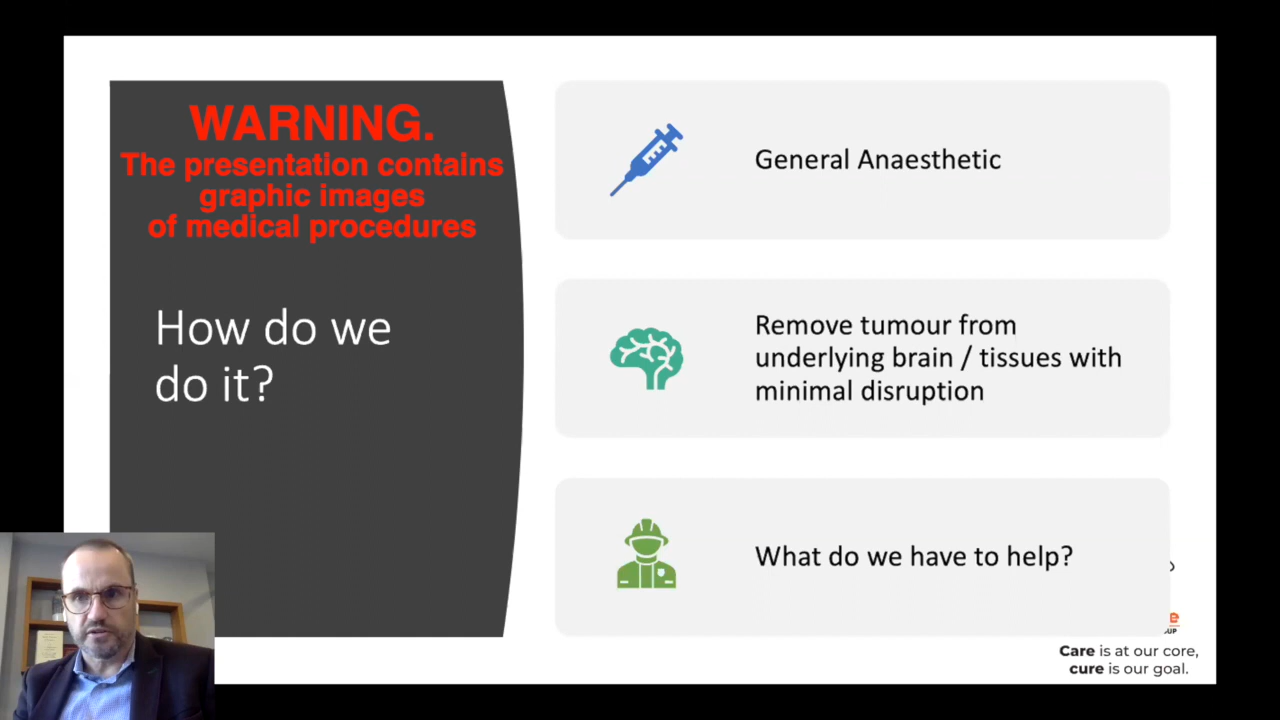 WARNING.
The presentation contains
graphic images
of medical procedures
How do we
do it?
General Anaesthetic
Remove tumour from
underlying brain / tissues with
minimal disruption
What do we have to help?
Care is at our core,
cure is our goal.